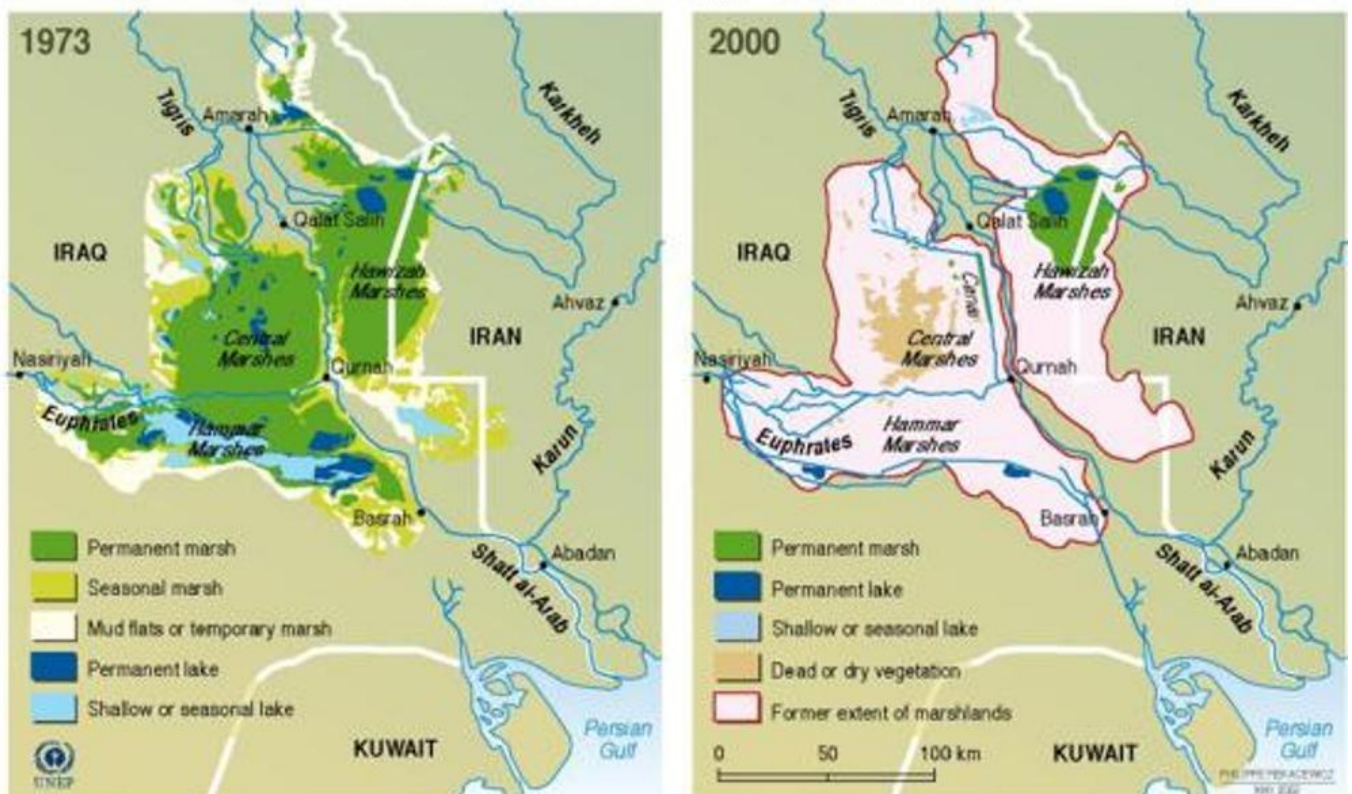 1973
Tigris
Amarah
Karkheh
Qalat Salih
IRAQ
Hawizah
Marshes
Ahvaz
Central
Marshes
IRAN
Nasiriyah
Qurnah
Euphrates
Hammar
Marshes
Karun
Basrah
Permanent marsh
Abadan
Shatt al-Arab
Seasonal marsh
Mud flats or temporary marsh
Permanent lake
Shallow or seasonal lake
Persian
Gulf
KUWAIT
UNEP
2000
Tigris
Amarah
Karkheh
Qalat Salih
IRAQ
Canal
Hawizah
Marshes
Ahvaz
Central
Marshes
IRAN
Nasiriyah
Qurnah
Euphrates
Hammar
Marshes
Karun
Basrah
Permanent marsh
Abadan
Shatt al-Arab
Permanent lake
Shallow or seasonal lake
Dead or dry vegetation
Former extent of marshlands
Persian
Gulf
0 50 100 km
KUWAIT
PHILIPPE REKACEWICZ